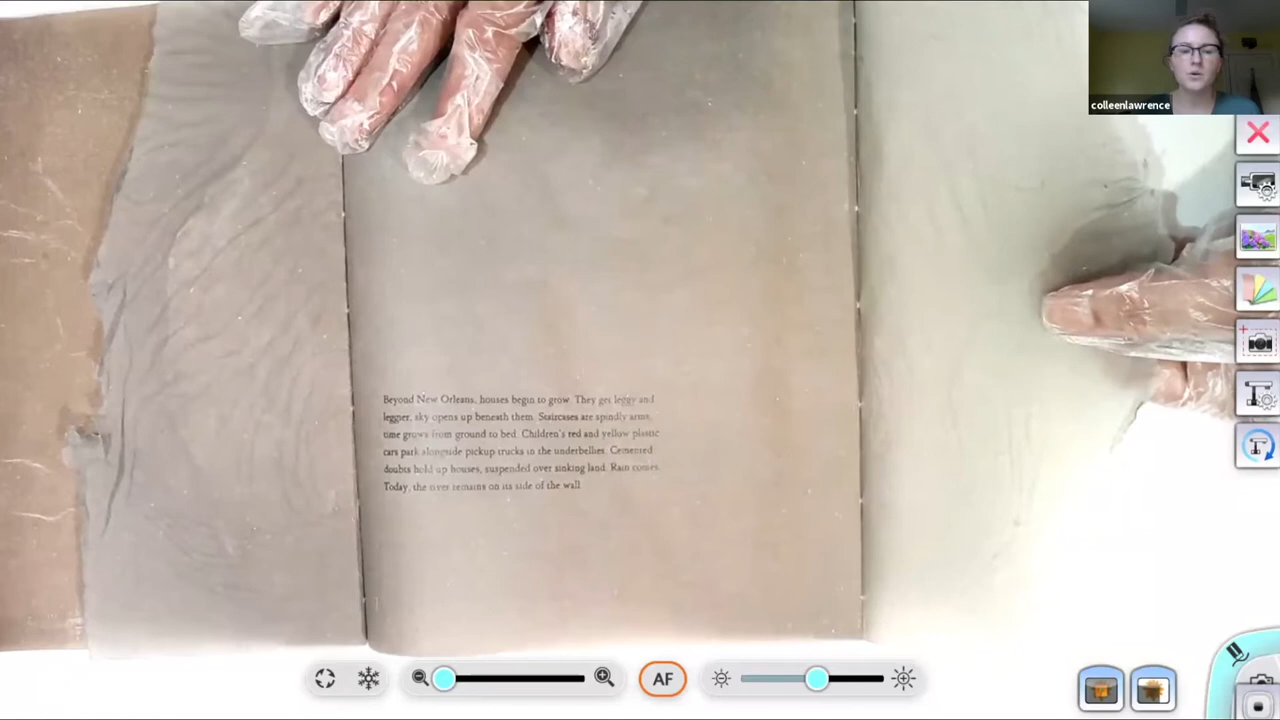 colleenlawrence
Beyond New Orleans, houses begin to grow. They get leggy and
leggier, sky opens up beneath them. Staircases are spindly arms,
time grows from ground to bed. Children's red and yellow plastic
cars park alongside pickup trucks in the underbellies. Cemented
doubts hold up houses, suspended over sinking land. Rain comes.
Today, the river remains on its side of the wall.
AF